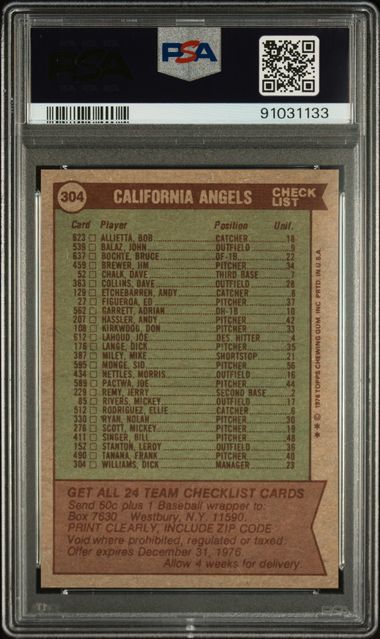 PSA
PSA
91031133
304 CALIFORNIA ANGELS CHECK LIST
Card Player Position Unif.
623 ALLIETTA, BOB CATCHER 18
539 BALAZ, JOHN OUTFIELD 9
637 BOCHTE, BRUCE OF-1B 22
459 BREWER, JIM PITCHER 34
52 CHALK, DAVE THIRD BASE 7
363 COLLINS, DAVE OUTFIELD 28
129 ETCHEBARREN, ANDY CATCHER 8
27 FIGUEROA, ED PITCHER 37
562 GARRETT, ADRIAN DH-1B
207 HASSLER, ANDY PITCHER 42
108 KIRKWOOD, DON PITCHER 33
612 LAHOUD, JOE DES. HITTER 4
176 LANGE, DICK PITCHER 35
387 MILEY, MIKE SHORTSTOP 21
595 MONGE, SID PITCHER 56
434 NETTLES, MORRIS OUTFIELD 16
589 PACTWA, JOE PITCHER 44
229 REMY, JERRY SECOND BASE 2
85 RIVERS, MICKEY OUTFIELD 17
512 RODRIGUEZ, ELLIE CATCHER 6
330 RYAN, NOLAN PITCHER 30
276 SCOTT, MICKEY PITCHER 19
411 SINGER, BILL PITCHER 48
152 STANTON, LEROY OUTFIELD
490 TANANA, FRANK PITCHER 40
304 WILLIAMS, DICK MANAGER 23
** © 1976 TOPPS CHEWING GUM, INC. PRTD. IN U.S.A.
GET ALL 24 TEAM CHECKLIST CARDS
Send 50c plus 1 Baseball wrapper to:
Box 7630 Westbury, N.Y. 11590.
PRINT CLEARLY, INCLUDE ZIP CODE
Void where prohibited, regulated or taxed.
Offer expires December 31, 1976
Allow 4 weeks for delivery.